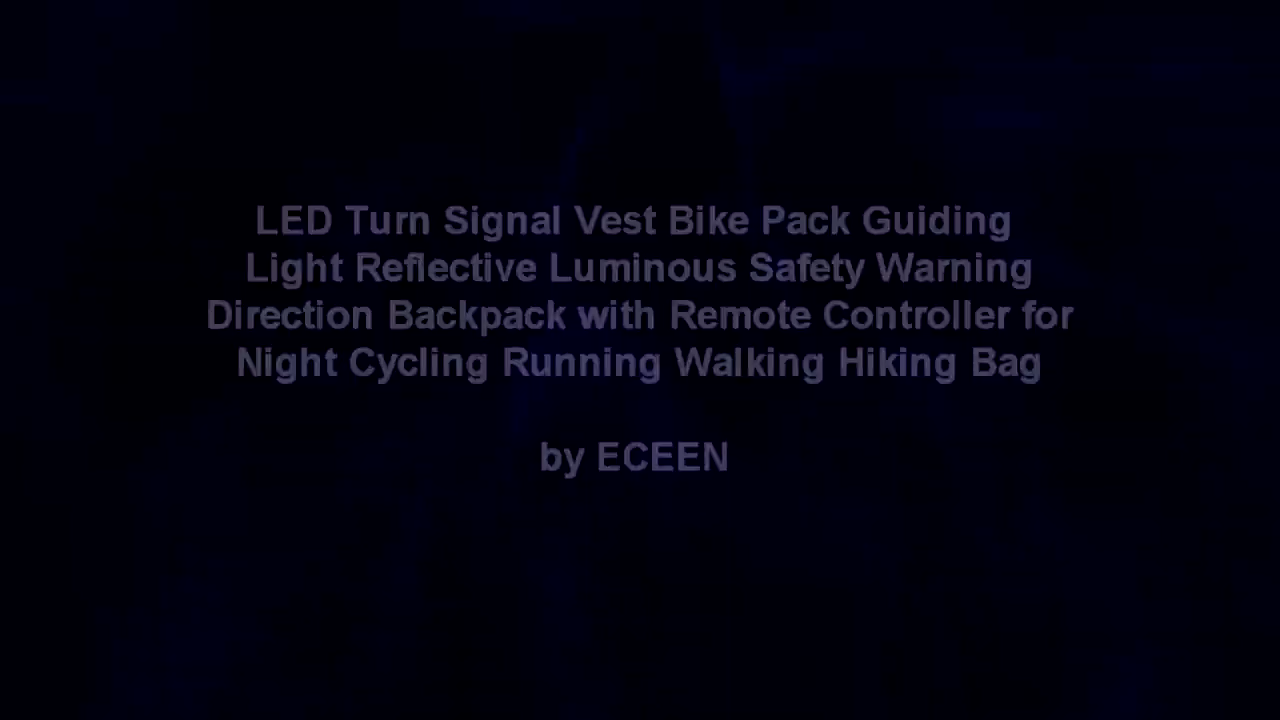 LED Turn Signal Vest Bike Pack Guiding
Light Reflective Luminous Safety Warning
Direction Backpack with Remote Controller for
Night Cycling Running Walking Hiking Bag
by ECEEN